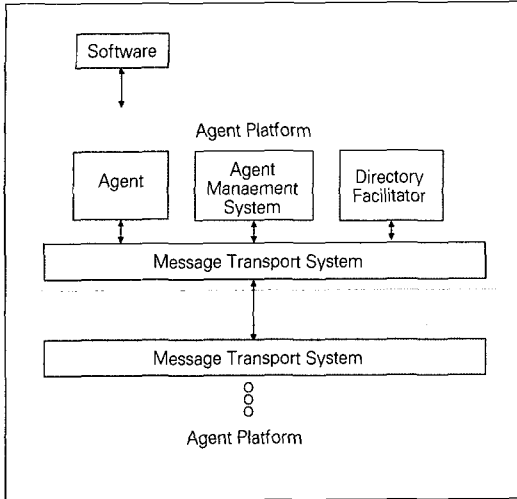 Software
Agent Platform
Agent
Agent
Manaement
System
Directory
Facilitator
Message Transport System
Message Transport System
Agent Platform